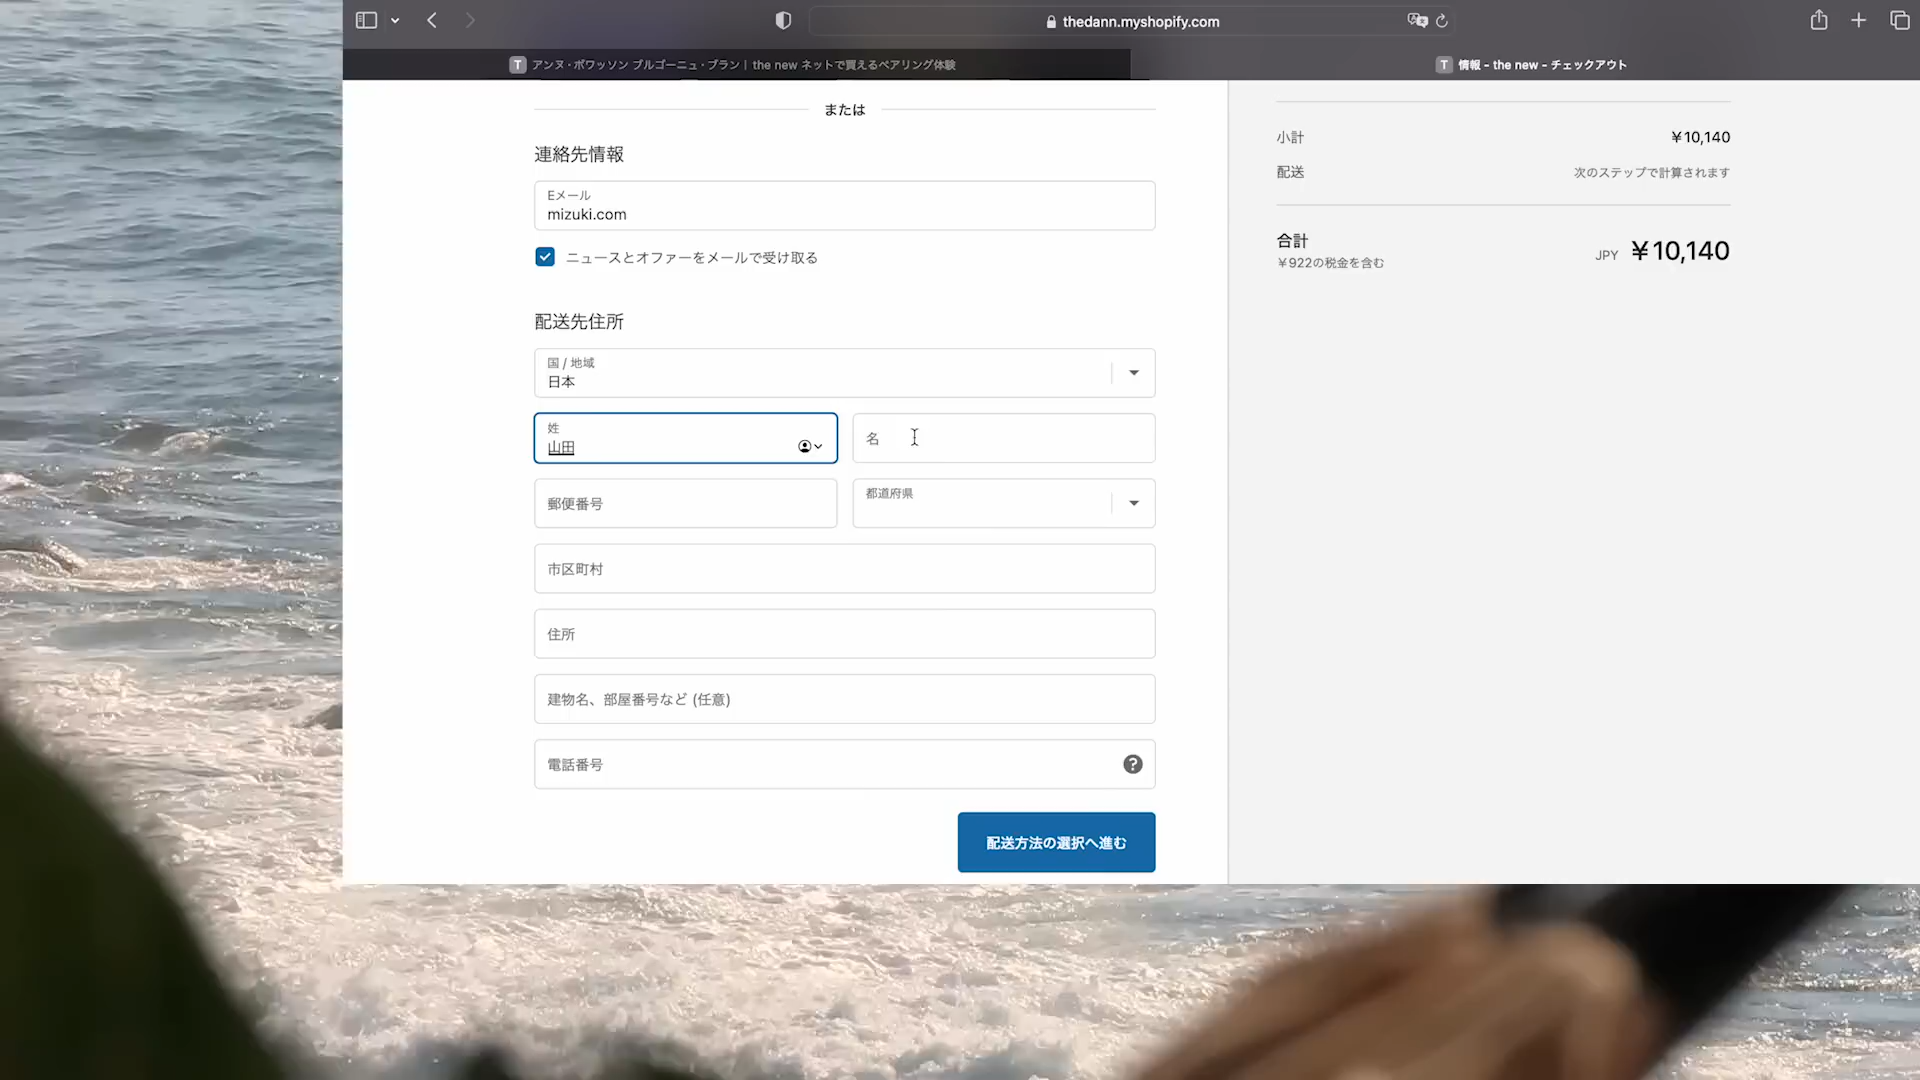 thedann.myshopify.com
T アンヌ・ボワッソン ブルゴーニュ・ブラン | the new ネットで買えるペアリング体験
T 情報 - the new - チェックアウト
または
連絡先情報
Eメール
mizuki.com
ニュースとオファーをメールで受け取る
配送先住所
国 / 地域
日本
姓
山田
名
郵便番号
都道府県
市区町村
住所
建物名、部屋番号など (任意)
電話番号
?
配送方法の選択へ進む
小計 ¥10,140
配送 次のステップで計算されます
合計
¥922の税金を含む
JPY ¥10,140